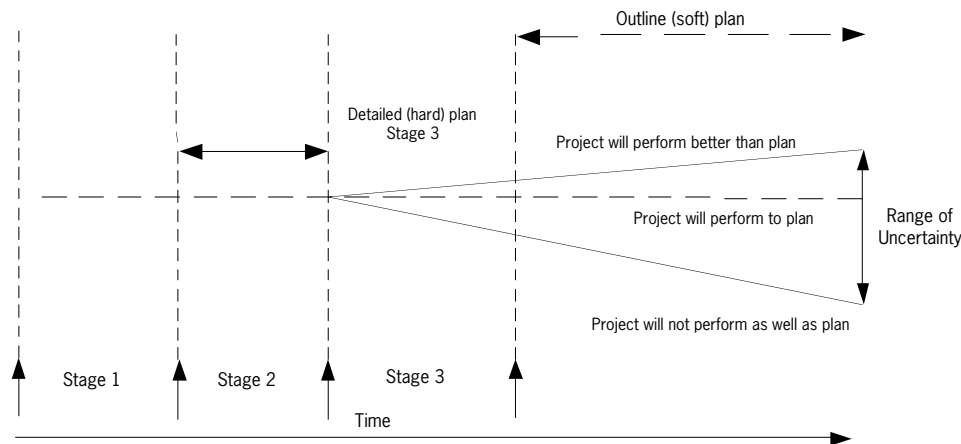 Outline (soft) plan
Detailed (hard) plan
Stage 3
Project will perform better than plan
Project will perform to plan
Range of
Uncertainty
Project will not perform as well as plan
Stage 1
Stage 2
Stage 3
Time